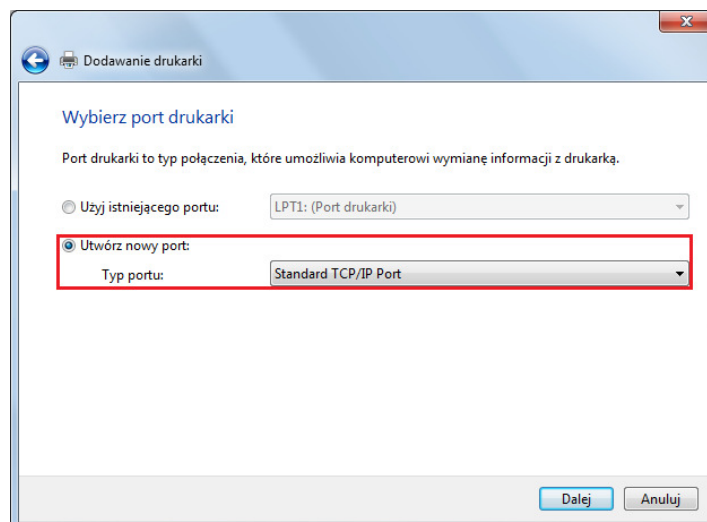 Dodawanie drukarki
Wybierz port drukarki
Port drukarki to typ połączenia, które umożliwia komputerowi wymianę informacji z drukarką.
Użyj istniejącego portu: LPT1: (Port drukarki)
Utwórz nowy port:
Typ portu: Standard TCP/IP Port
Dalej Anuluj